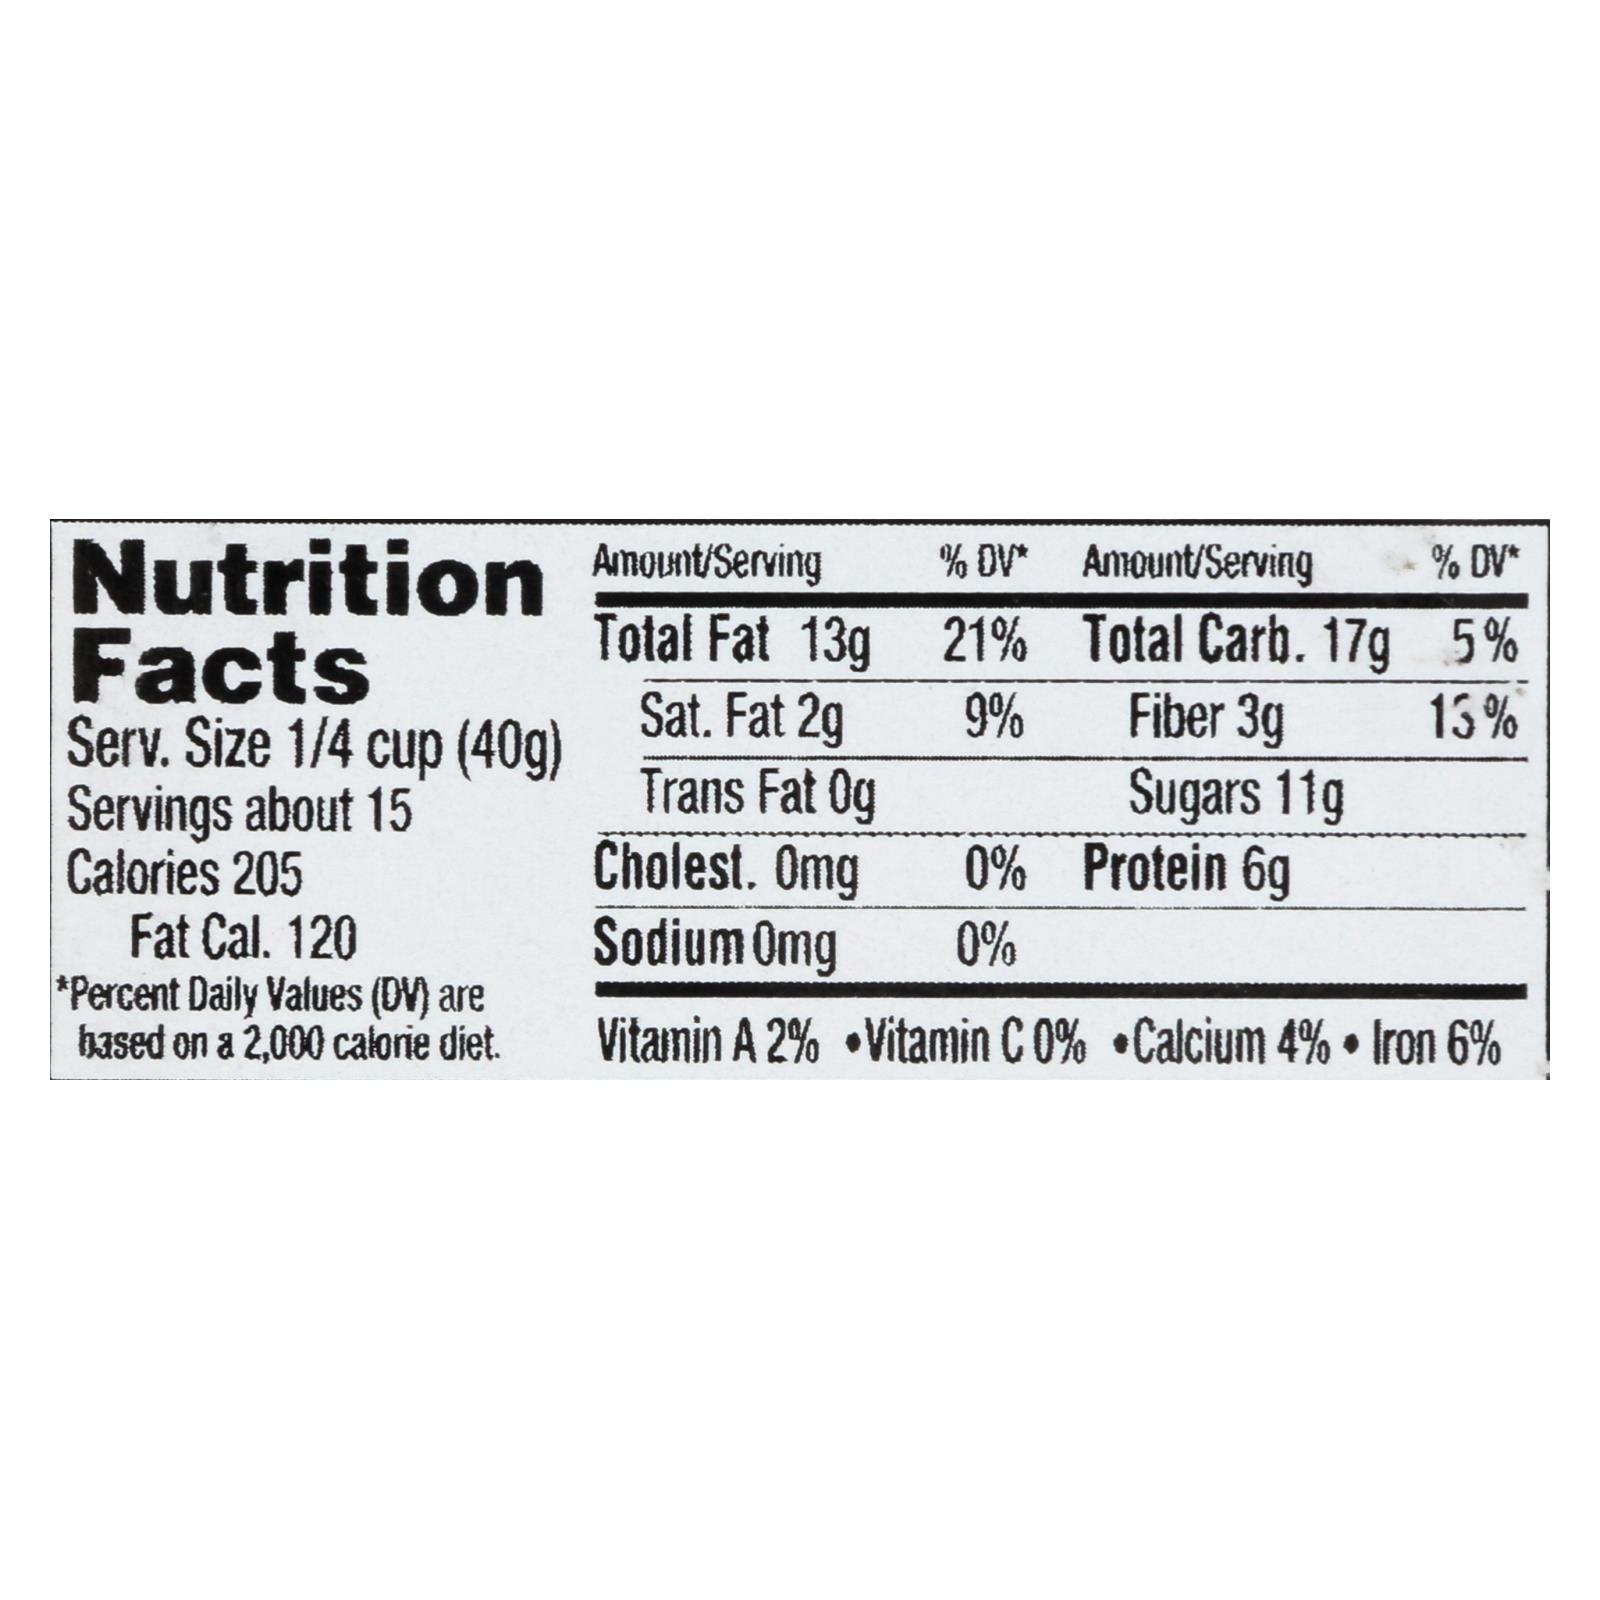 Nutrition
Facts
Serv. Size 1/4 cup (40g)
Servings about 15
Calories 205
Fat Cal. 120
*Percent Daily Values (DV) are
based on a 2,000 calorie diet.
Amount/Serving % DV* Amount/Serving % DV*
Total Fat 13g 21% Total Carb. 17g 5%
Sat. Fat 2g 9% Fiber 3g 13%
Trans Fat 0g Sugars 11g
Cholest. 0mg 0% Protein 6g
Sodium 0mg 0%
Vitamin A 2% •Vitamin C 0% •Calcium 4% • Iron 6%